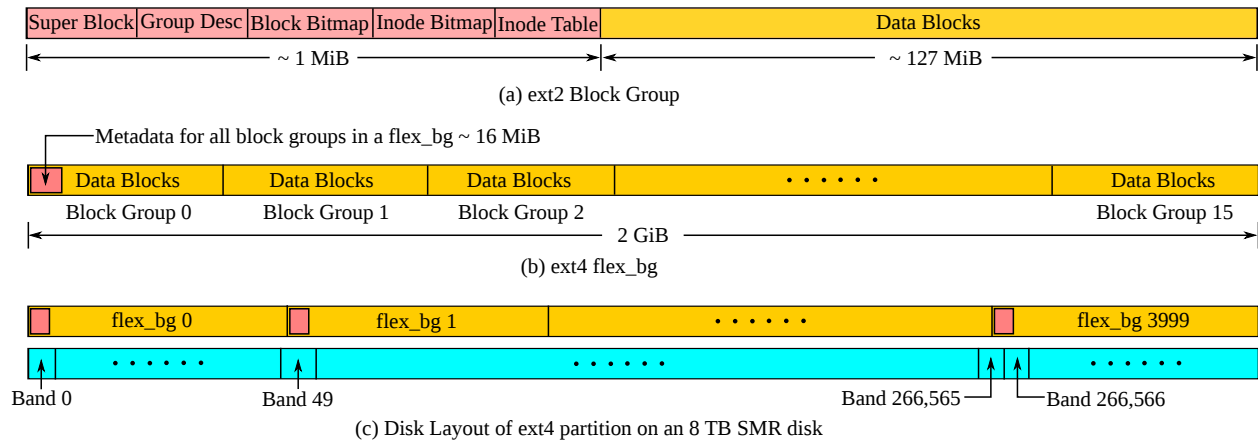 Super Block Group Desc Block Bitmap Inode Bitmap Inode Table Data Blocks
~ 1 MiB ~ 127 MiB
(a) ext2 Block Group
Metadata for all block groups in a flex_bg ~ 16 MiB
Data Blocks Data Blocks Data Blocks . . . . . . Data Blocks
Block Group 0 Block Group 1 Block Group 2 Block Group 15
2 GiB
(b) ext4 flex_bg
flex_bg 0 flex_bg 1 . . . . . . flex_bg 3999
. . . . . . . . . . . . . . . . . .
Band 0 Band 49 Band 266,565 Band 266,566
(c) Disk Layout of ext4 partition on an 8 TB SMR disk